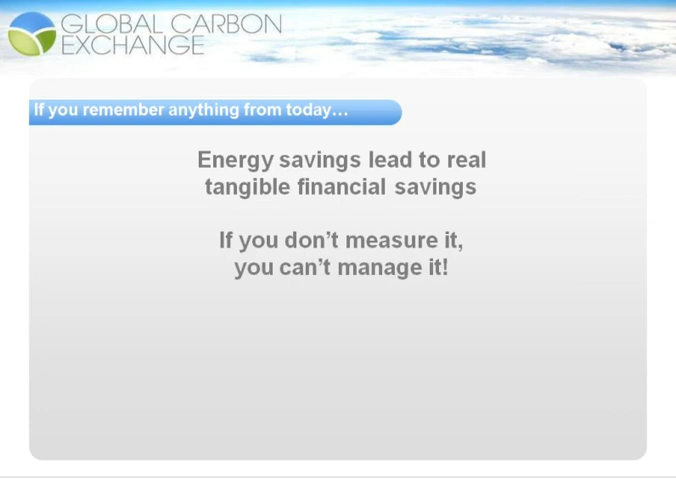 GLOBAL CARBON
EXCHANGE
If you remember anything from today…
Energy savings lead to real
tangible financial savings
If you don’t measure it,
you can’t manage it!